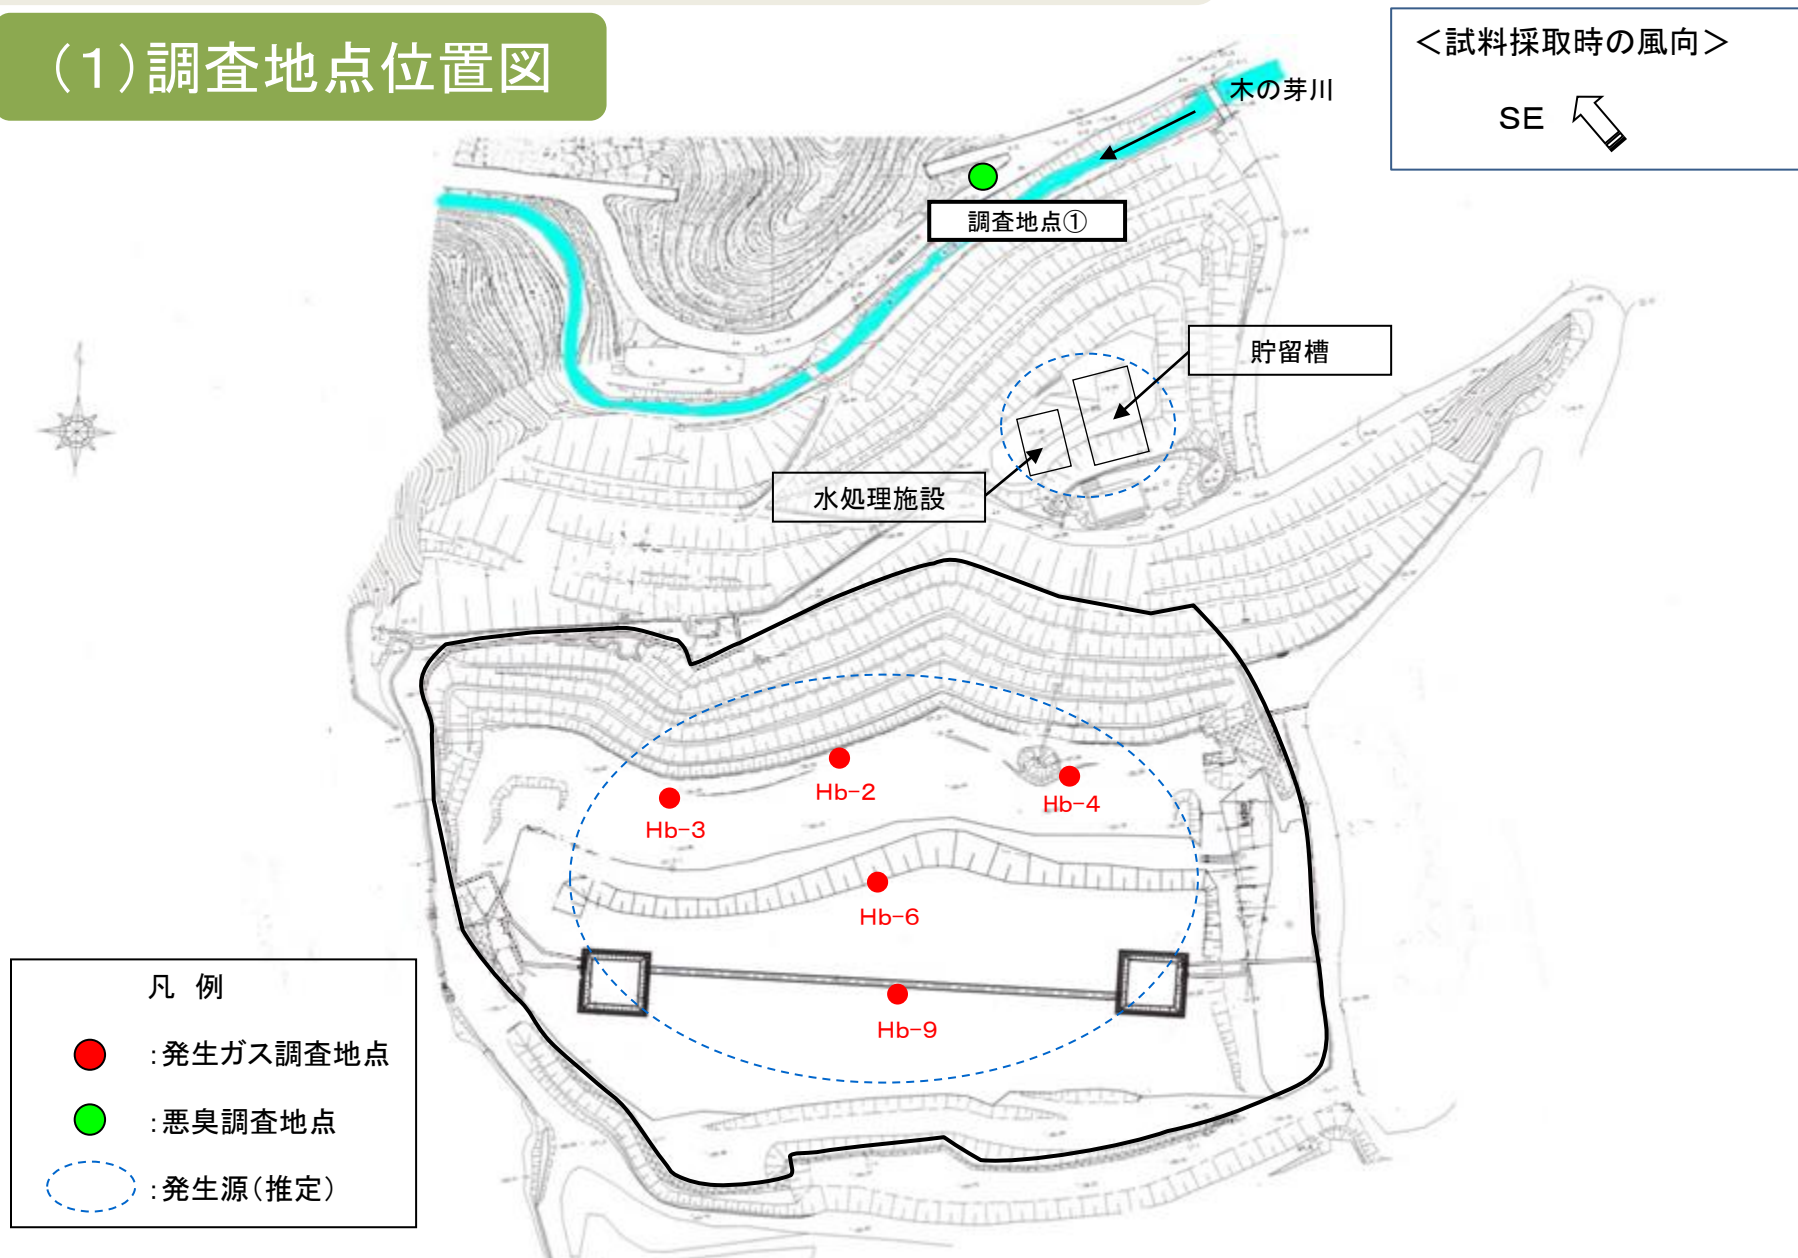 (1)調査地点位置図
<試料採取時の風向>
SE
木の芽川
調査地点①
貯留槽
水処理施設
Hb-2
Hb-4
Hb-3
Hb-6
Hb-9
凡 例
:発生ガス調査地点
:悪臭調査地点
:発生源(推定)